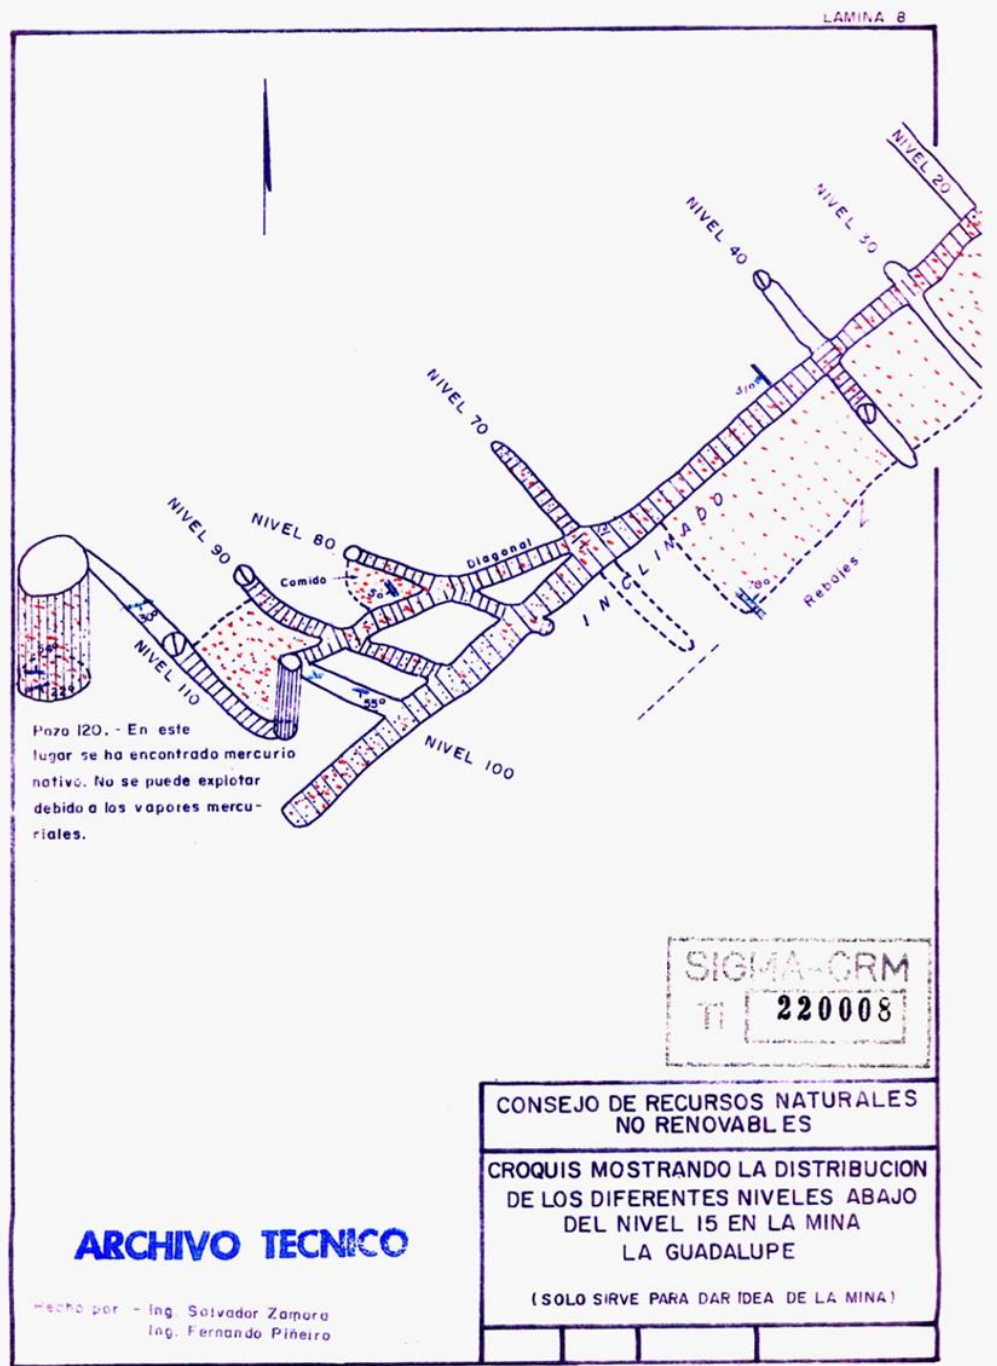 LAMINA 8
NIVEL 20
NIVEL 30
NIVEL 40
NIVEL 70
NIVEL 80
NIVEL 90
Diagonal
Comido
50°
INCLINADO
Rebajes
30°
NIVEL 110
55°
22°
NIVEL 100
Pozo 120. - En este
lugar se ha encontrado mercurio
nativo. No se puede explotar
debido a los vapores mercu-
riales.
SIGMA-CRM
TI 220008
CONSEJO DE RECURSOS NATURALES
NO RENOVABLES
CROQUIS MOSTRANDO LA DISTRIBUCION
DE LOS DIFERENTES NIVELES ABAJO
DEL NIVEL 15 EN LA MINA
LA GUADALUPE
(SOLO SIRVE PARA DAR IDEA DE LA MINA)
ARCHIVO TECNICO
Hecho por - Ing. Salvador Zamora
Ing. Fernando Piñeiro